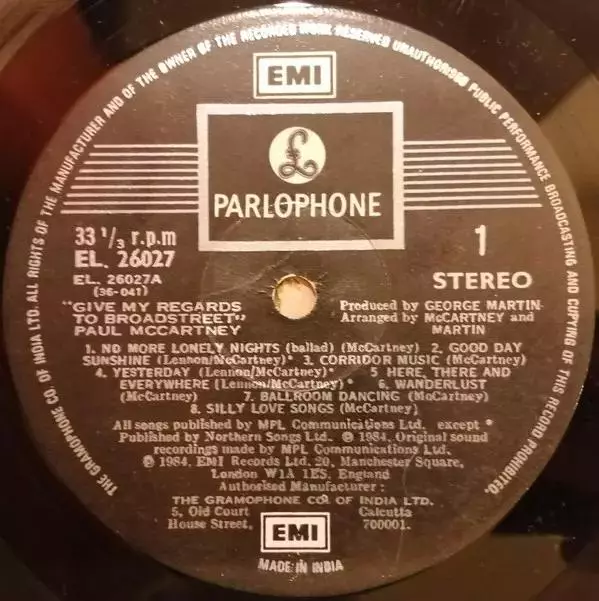 THE GRAMOPHONE CO OF INDIA LTD. ALL RIGHTS OF THE MANUFACTURER AND OF THE OWNER OF THE RECORDED WORK RESERVED UNAUTHORISED PUBLIC PERFORMANCE BROADCASTING AND COPYING OF THIS RECORD PROHIBITED.
EMI
£
PARLOPHONE
33 1/3 r.p.m
EL. 26027
1
EL. 26027A
STEREO
(36-041)
"GIVE MY REGARDS
TO BROADSTREET"
PAUL MCCARTNEY
Produced by GEORGE MARTIN
Arranged by McCARTNEY and
MARTIN
1. NO MORE LONELY NIGHTS (ballad) (McCartney) 2. GOOD DAY
SUNSHINE (Lennon/McCartney)* 3. CORRIDOR MUSIC (McCartney)
4. YESTERDAY (Lennon/McCartney)* 5 HERE, THERE AND
EVERYWHERE (Lennon/McCartney)* 6. WANDERLUST
(McCartney) 7. BALLROOM DANCING (McCartney)
8. SILLY LOVE SONGS (McCartney)
All songs published by MPL Communications Ltd. except *
Published by Northern Songs Ltd. ℗ 1984. Original sound
recordings made by MPL Communications Ltd.
© 1984. EMI Records Ltd. 20, Manchester Square,
London W1A 1ES. England
Authorised Manufacturer :
THE GRAMOPHONE CO. OF INDIA LTD.
5, Old Court Calcutta
House Street, 700001.
EMI
MADE IN INDIA